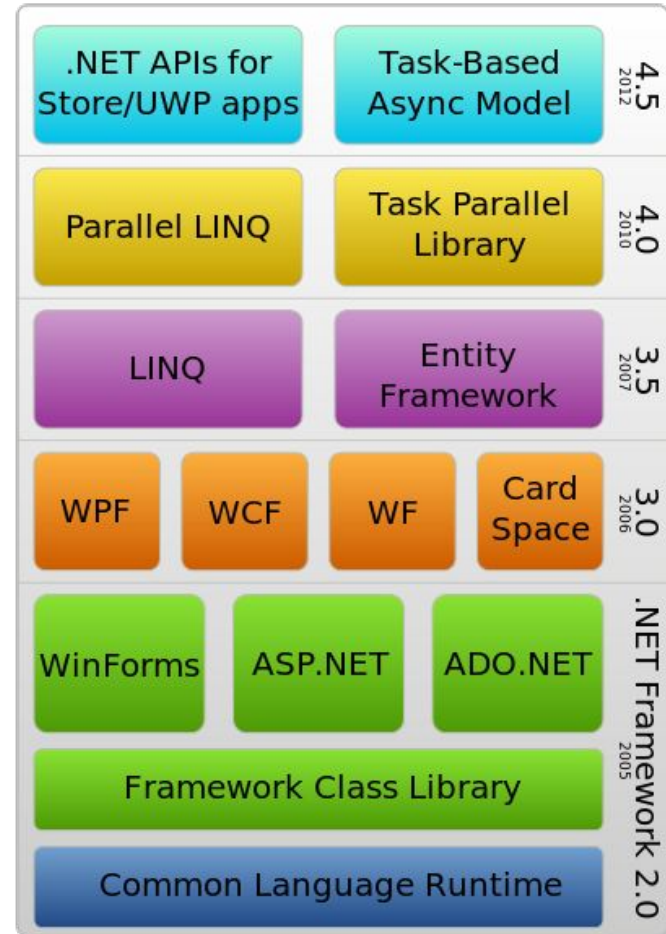 .NET APIs for
Store/UWP apps
Task-Based
Async Model
4.5
2012
Parallel LINQ
Task Parallel
Library
4.0
2010
LINQ
Entity
Framework
3.5
2007
WPF
WCF
WF
Card
Space
3.0
2006
WinForms
ASP.NET
ADO.NET
Framework Class Library
Common Language Runtime
.NET Framework 2.0
2005